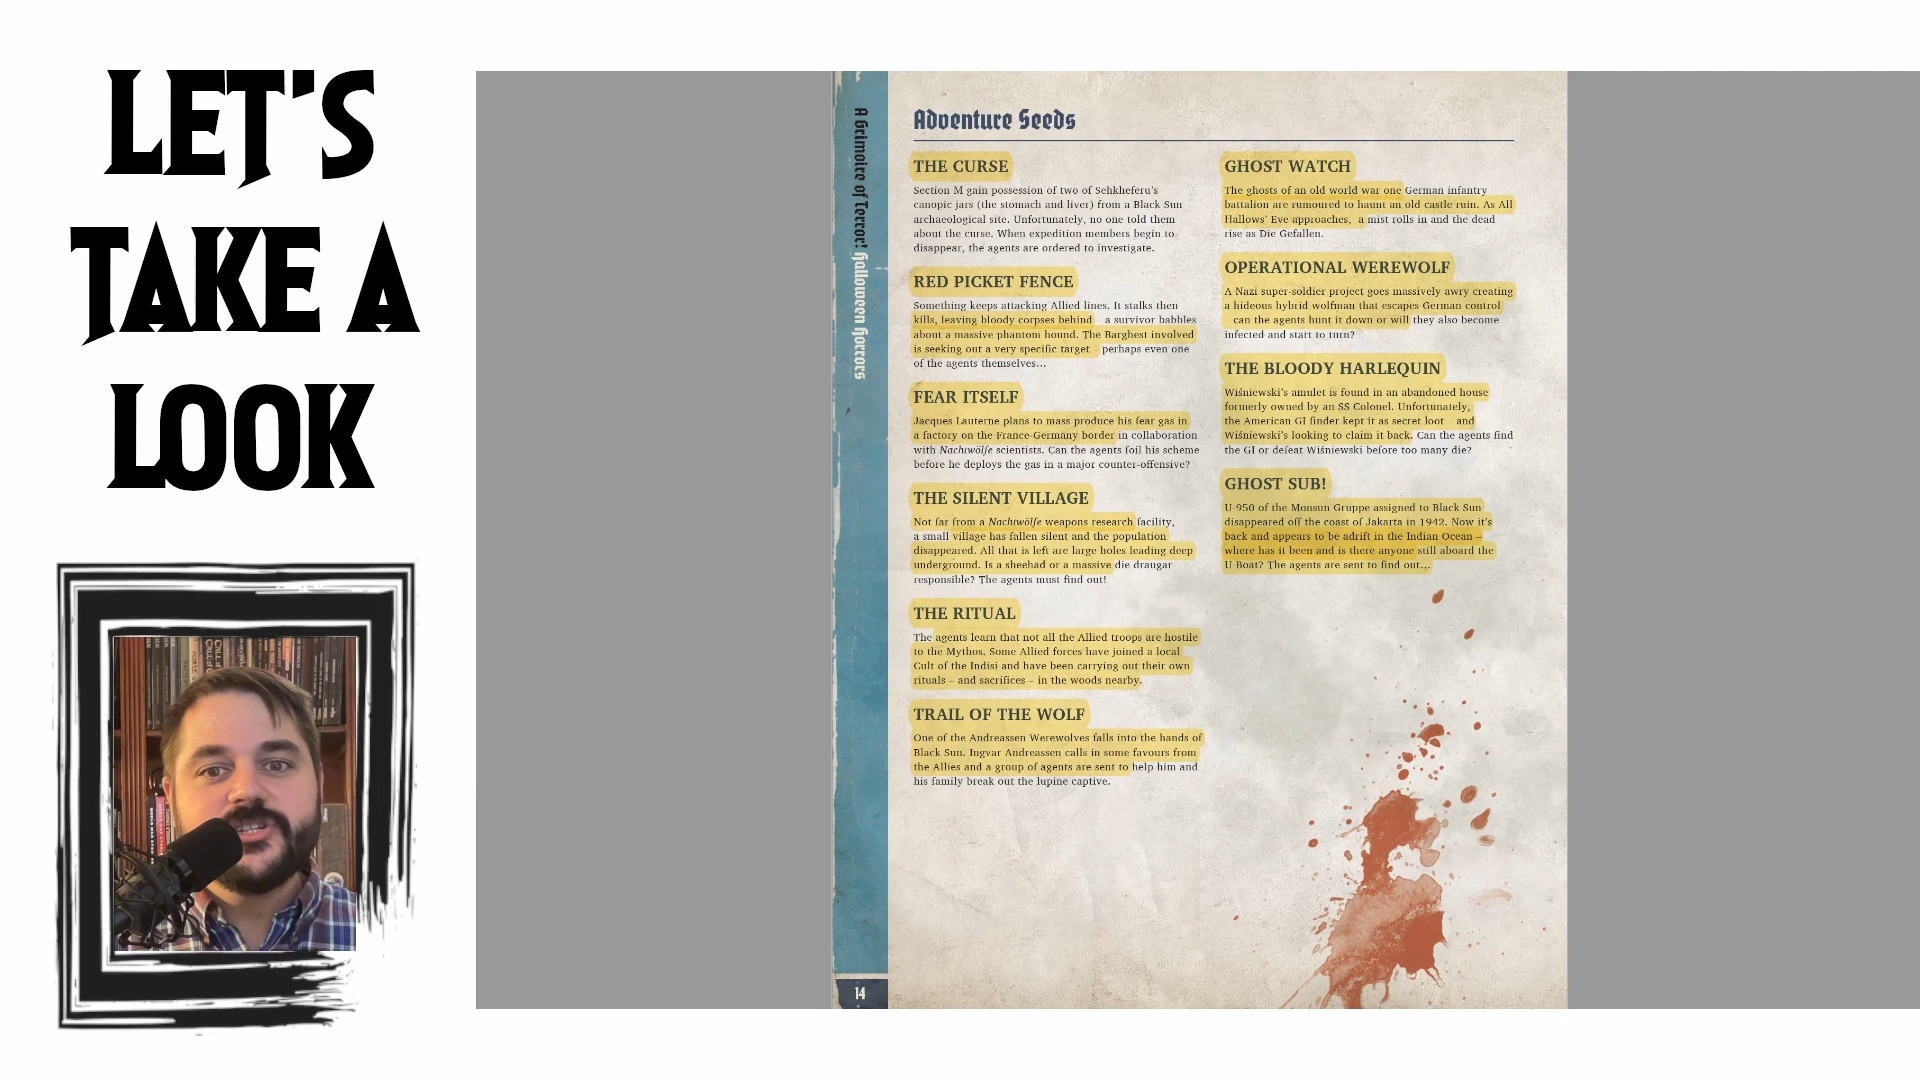 LET'S
TAKE A
LOOK
A Grimoire of Terror! Halloween Horrors
Adventure Seeds
THE CURSE
Section M gain possession of two of Sehkheferu's
canopic jars (the stomach and liver) from a Black Sun
archaeological site. Unfortunately, no one told them
about the curse. When expedition members begin to
disappear, the agents are ordered to investigate.
RED PICKET FENCE
Something keeps attacking Allied lines. It stalks then
kills, leaving bloody corpses behind – a survivor babbles
about a massive phantom hound. The Barghest involved
is seeking out a very specific target – perhaps even one
of the agents themselves…
FEAR ITSELF
Jacques Lauterne plans to mass produce his fear gas in
a factory on the France-Germany border in collaboration
with Nachtwölfe scientists. Can the agents foil his scheme
before he deploys the gas in a major counter-offensive?
THE SILENT VILLAGE
Not far from a Nachtwölfe weapons research facility,
a small village has fallen silent and the population
disappeared. All that is left are large holes leading deep
underground. Is a sheehad or a massive die draugar
responsible? The agents must find out!
THE RITUAL
The agents learn that not all the Allied troops are hostile
to the Mythos. Some Allied forces have joined a local
Cult of the Indisi and have been carrying out their own
rituals – and sacrifices – in the woods nearby.
TRAIL OF THE WOLF
One of the Andreassen Werewolves falls into the hands of
Black Sun. Ingvar Andreassen calls in some favours from
the Allies and a group of agents are sent to help him and
his family break out the lupine captive.
GHOST WATCH
The ghosts of an old world war one German infantry
battalion are rumoured to haunt an old castle ruin. As All
Hallows' Eve approaches, a mist rolls in and the dead
rise as Die Gefallen.
OPERATIONAL WEREWOLF
A Nazi super-soldier project goes massively awry creating
a hideous hybrid wolfman that escapes German control
can the agents hunt it down or will they also become
infected and start to turn?
THE BLOODY HARLEQUIN
Wiśniewski's amulet is found in an abandoned house
formerly owned by an SS Colonel. Unfortunately,
the American GI finder kept it as secret loot and
Wiśniewski's looking to claim it back. Can the agents find
the GI or defeat Wiśniewski before too many die?
GHOST SUB!
U-950 of the Monsun Gruppe assigned to Black Sun
disappeared off the coast of Jakarta in 1942. Now it's
back and appears to be adrift in the Indian Ocean –
where has it been and is there anyone still aboard the
U Boat? The agents are sent to find out…
14